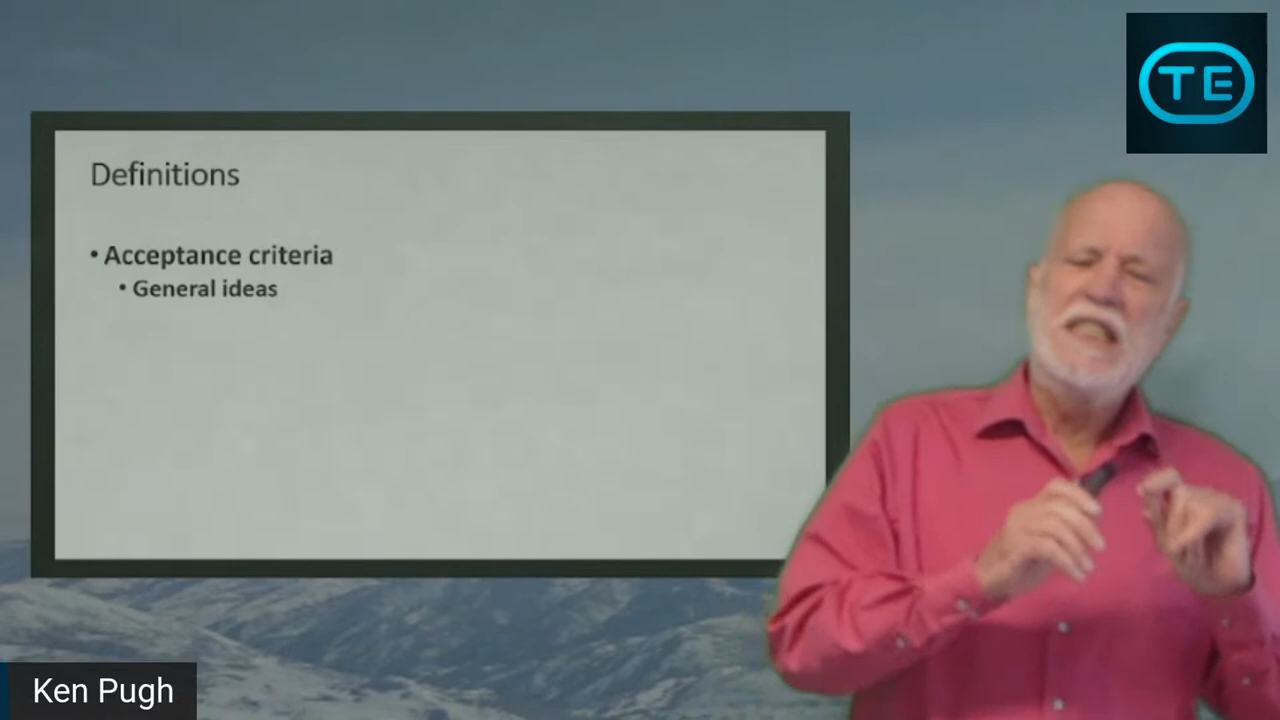 TE
Definitions
• Acceptance criteria
• General ideas
Ken Pugh